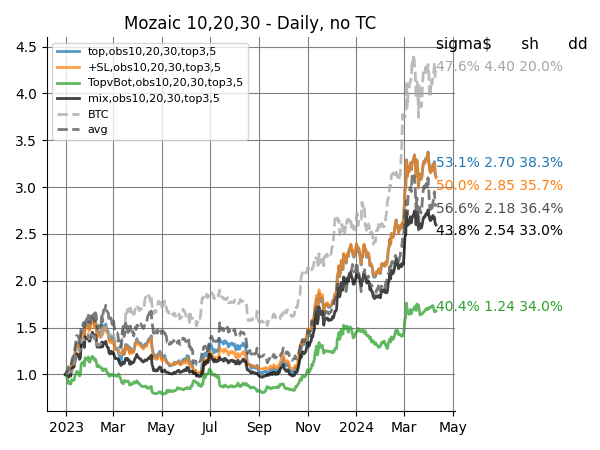 Mozaic 10,20,30 - Daily, no TC
sigma$ sh dd
top,obs10,20,30,top3,5
+SL,obs10,20,30,top3,5
TopvBot,obs10,20,30,top3,5
mix,obs10,20,30,top3,5
BTC
avg
47.6% 4.40 20.0%
53.1% 2.70 38.3%
50.0% 2.85 35.7%
56.6% 2.18 36.4%
43.8% 2.54 33.0%
40.4% 1.24 34.0%
4.5
4.0
3.5
3.0
2.5
2.0
1.5
1.0
2023 Mar May Jul Sep Nov 2024 Mar May